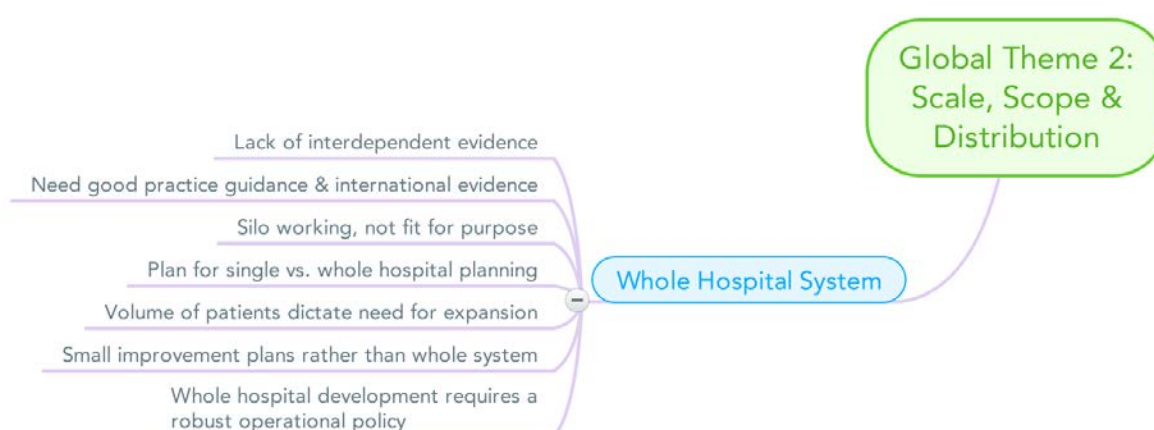 Global Theme 2:
Scale, Scope &
Distribution
Lack of interdependent evidence
Need good practice guidance & international evidence
Silo working, not fit for purpose
Plan for single vs. whole hospital planning
Whole Hospital System
Volume of patients dictate need for expansion
Small improvement plans rather than whole system
Whole hospital development requires a
robust operational policy